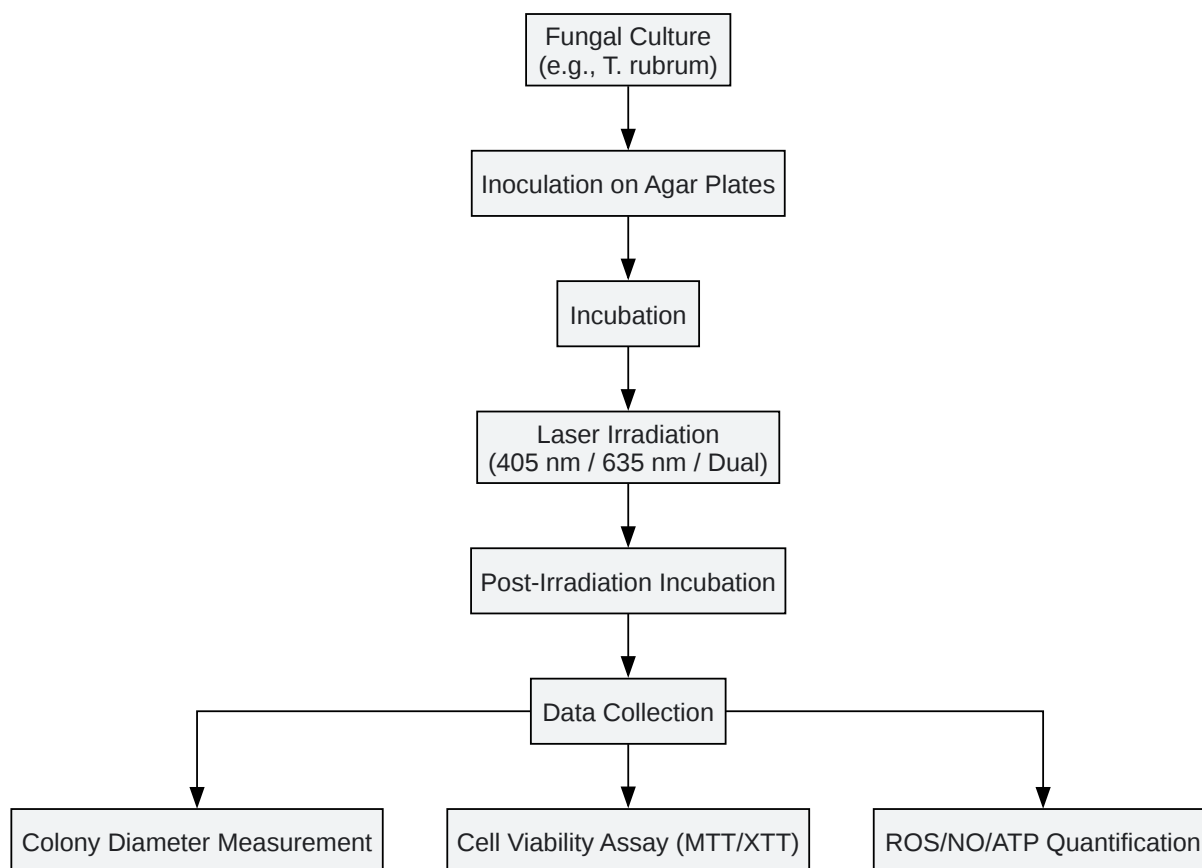 Fungal Culture
(e.g., T. rubrum)
Inoculation on Agar Plates
Incubation
Laser Irradiation
(405 nm / 635 nm / Dual)
Post-Irradiation Incubation
Data Collection
Colony Diameter Measurement
Cell Viability Assay (MTT/XTT)
ROS/NO/ATP Quantification